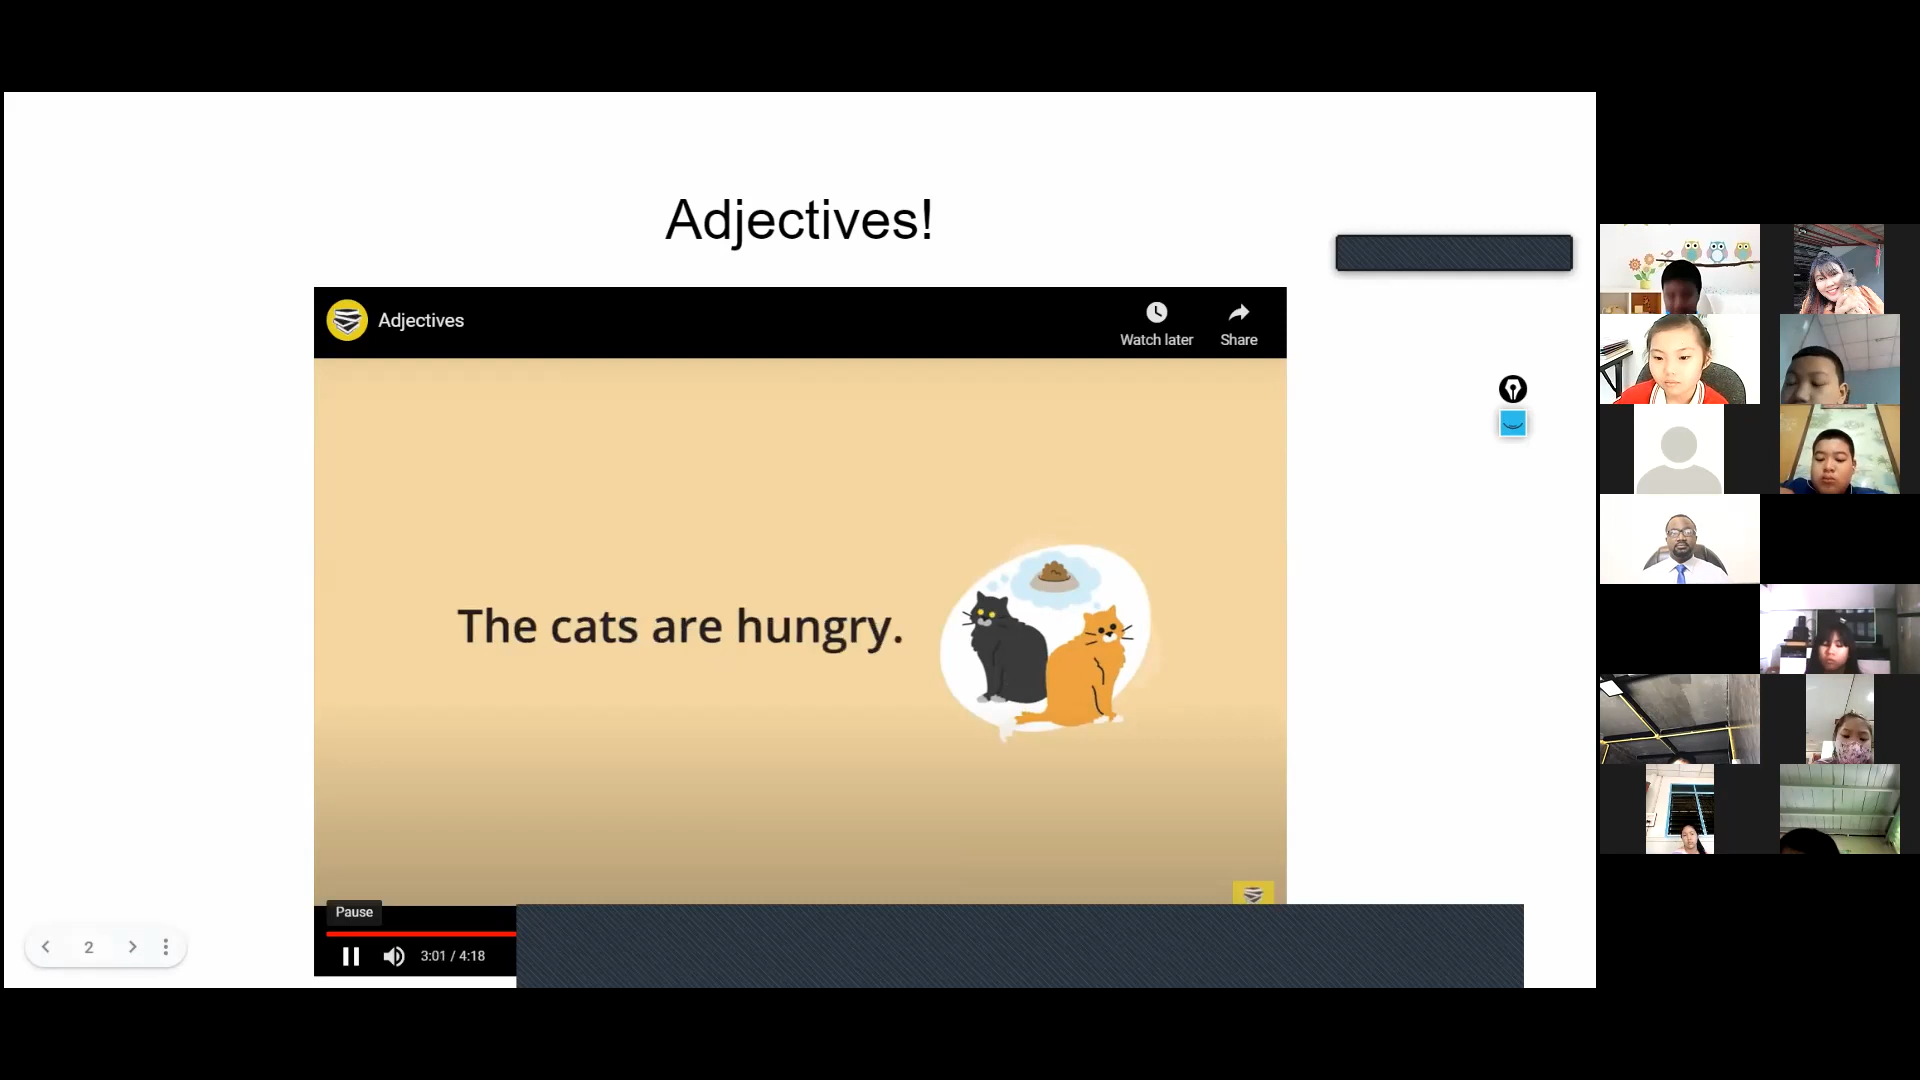 Adjectives!
Adjectives
Watch later
Share
The cats are hungry.
Pause
3:01 / 4:18
2